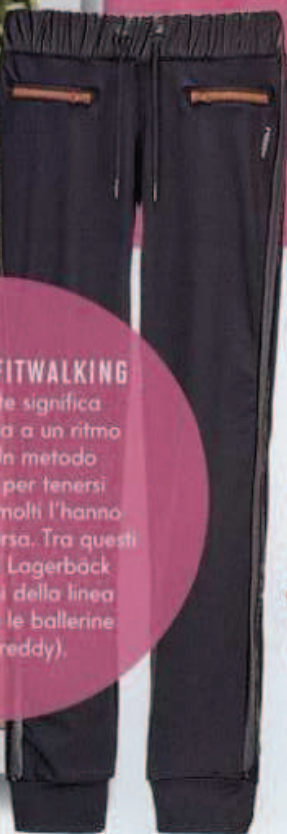 FITWALKING
te significa
a a un ritmo
In metodo
per tenersi
molti l'hanno
rsa. Tra questi
Lagerbäck
i della linea
le ballerine
reddy).